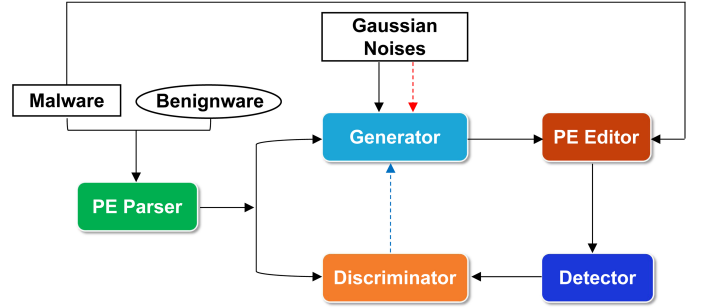 Gaussian
Noises
Malware
Benignware
Generator
PE Editor
PE Parser
Discriminator
Detector